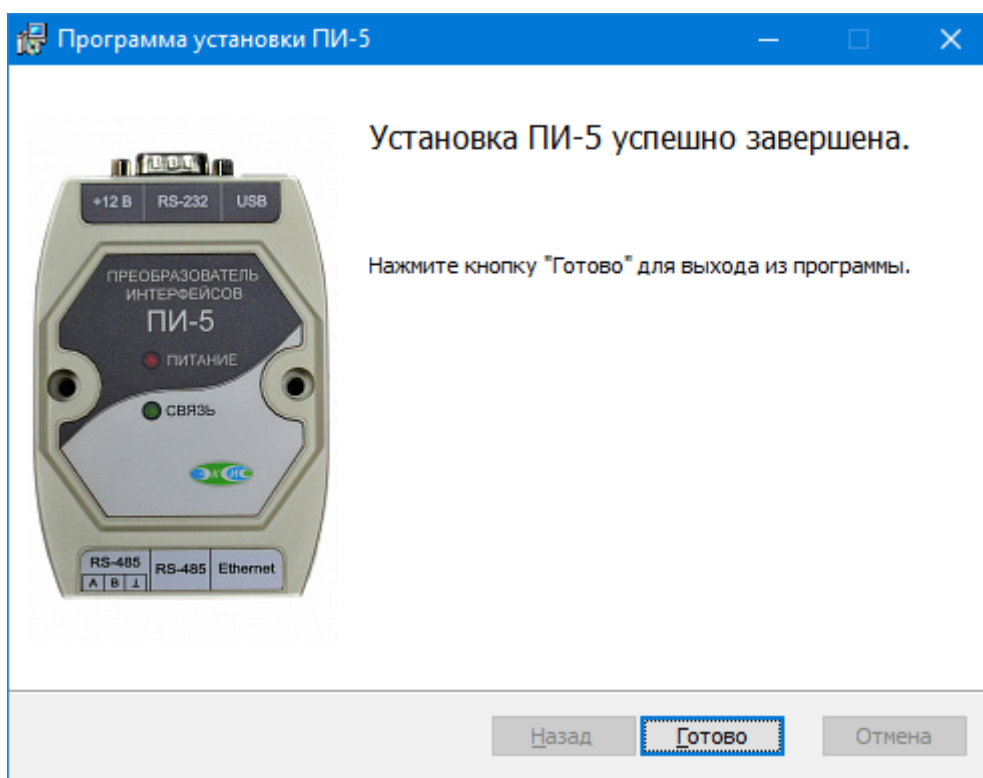 Программа установки ПИ-5
Установка ПИ-5 успешно завершена.
Нажмите кнопку "Готово" для выхода из программы.
+12 В RS-232 USB
ПРЕОБРАЗОВАТЕЛЬ
ИНТЕРФЕЙСОВ
ПИ-5
ПИТАНИЕ
СВЯЗЬ
ЭКСИС
RS-485 RS-485 Ethernet
A B ⊥
Назад Готово Отмена